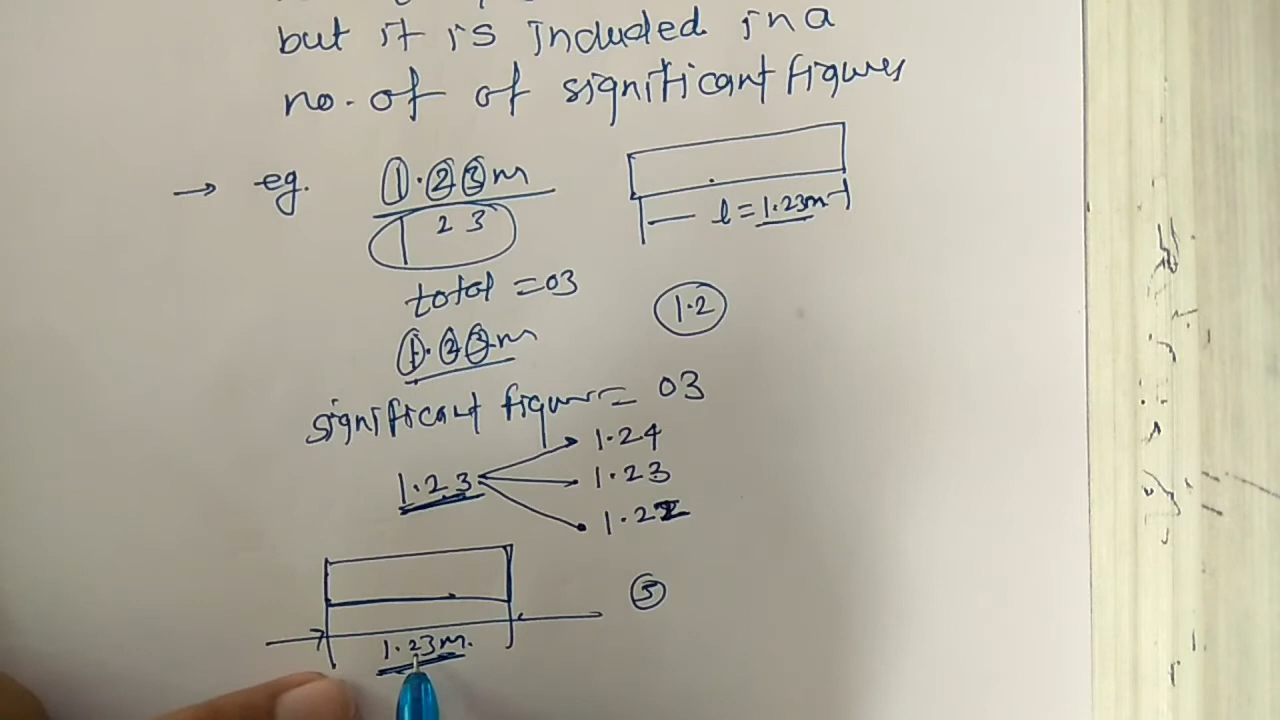 but it is included in a
no. of of significant figures
→ eg. 1.23m
l = 1.23m
1 2 3
total = 03
1.2
1.23m
significant figure = 03
1.24
1.23
1.23
1.22
3
1.23m.